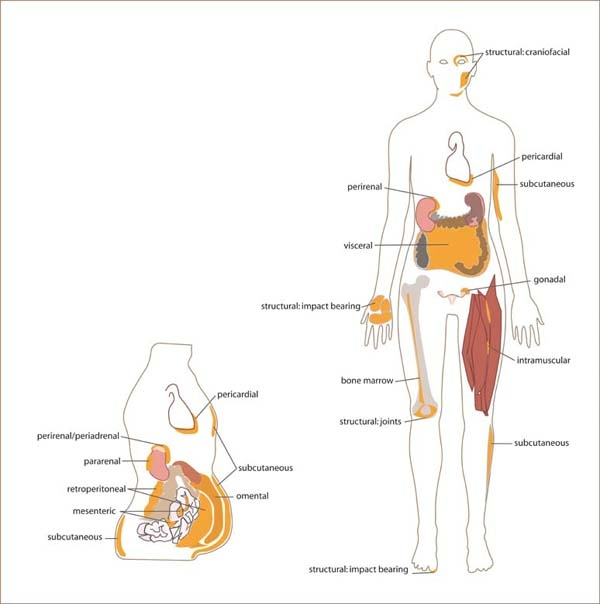 structural: craniofacial
pericardial
subcutaneous
perirenal
visceral
gonadal
structural: impact bearing
intramuscular
bone marrow
structural: joints
subcutaneous
structural: impact bearing
pericardial
perirenal/periadrenal
pararenal
subcutaneous
retroperitoneal
omental
mesenteric
subcutaneous